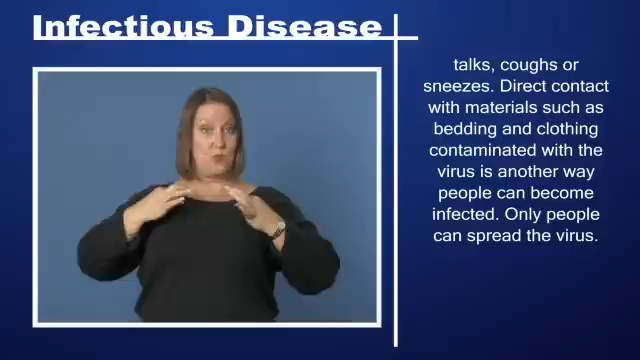 Infectious Disease
talks, coughs or
sneezes. Direct contact
with materials such as
bedding and clothing
contaminated with the
virus is another way
people can become
infected. Only people
can spread the virus.